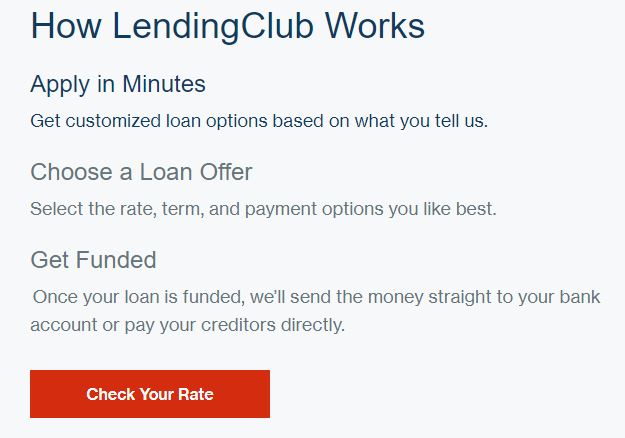 How LendingClub Works
Apply in Minutes
Get customized loan options based on what you tell us.
Choose a Loan Offer
Select the rate, term, and payment options you like best.
Get Funded
Once your loan is funded, we'll send the money straight to your bank
account or pay your creditors directly.
Check Your Rate